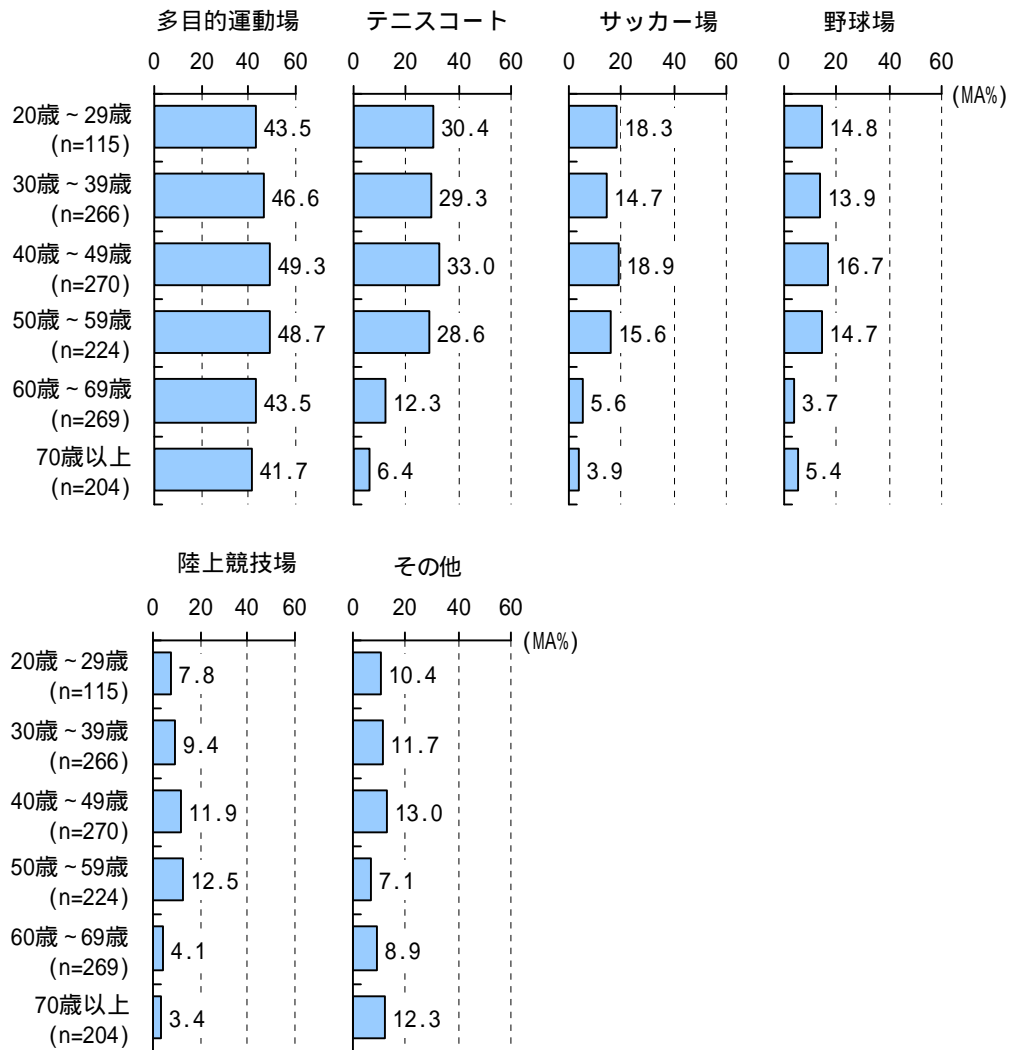 多目的運動場 テニスコート サッカー場 野球場
0 20 40 60 0 20 40 60 0 20 40 60 0 20 40 60
(MA%)
20歳～29歳
(n=115)
43.5 30.4 18.3 14.8
30歳～39歳
(n=266)
46.6 29.3 14.7 13.9
40歳～49歳
(n=270)
49.3 33.0 18.9 16.7
50歳～59歳
(n=224)
48.7 28.6 15.6 14.7
60歳～69歳
(n=269)
43.5 12.3 5.6 3.7
70歳以上
(n=204)
41.7 6.4 3.9 5.4
陸上競技場 その他
0 20 40 60 0 20 40 60
(MA%)
20歳～29歳
(n=115)
7.8 10.4
30歳～39歳
(n=266)
9.4 11.7
40歳～49歳
(n=270)
11.9 13.0
50歳～59歳
(n=224)
12.5 7.1
60歳～69歳
(n=269)
4.1 8.9
70歳以上
(n=204)
3.4 12.3